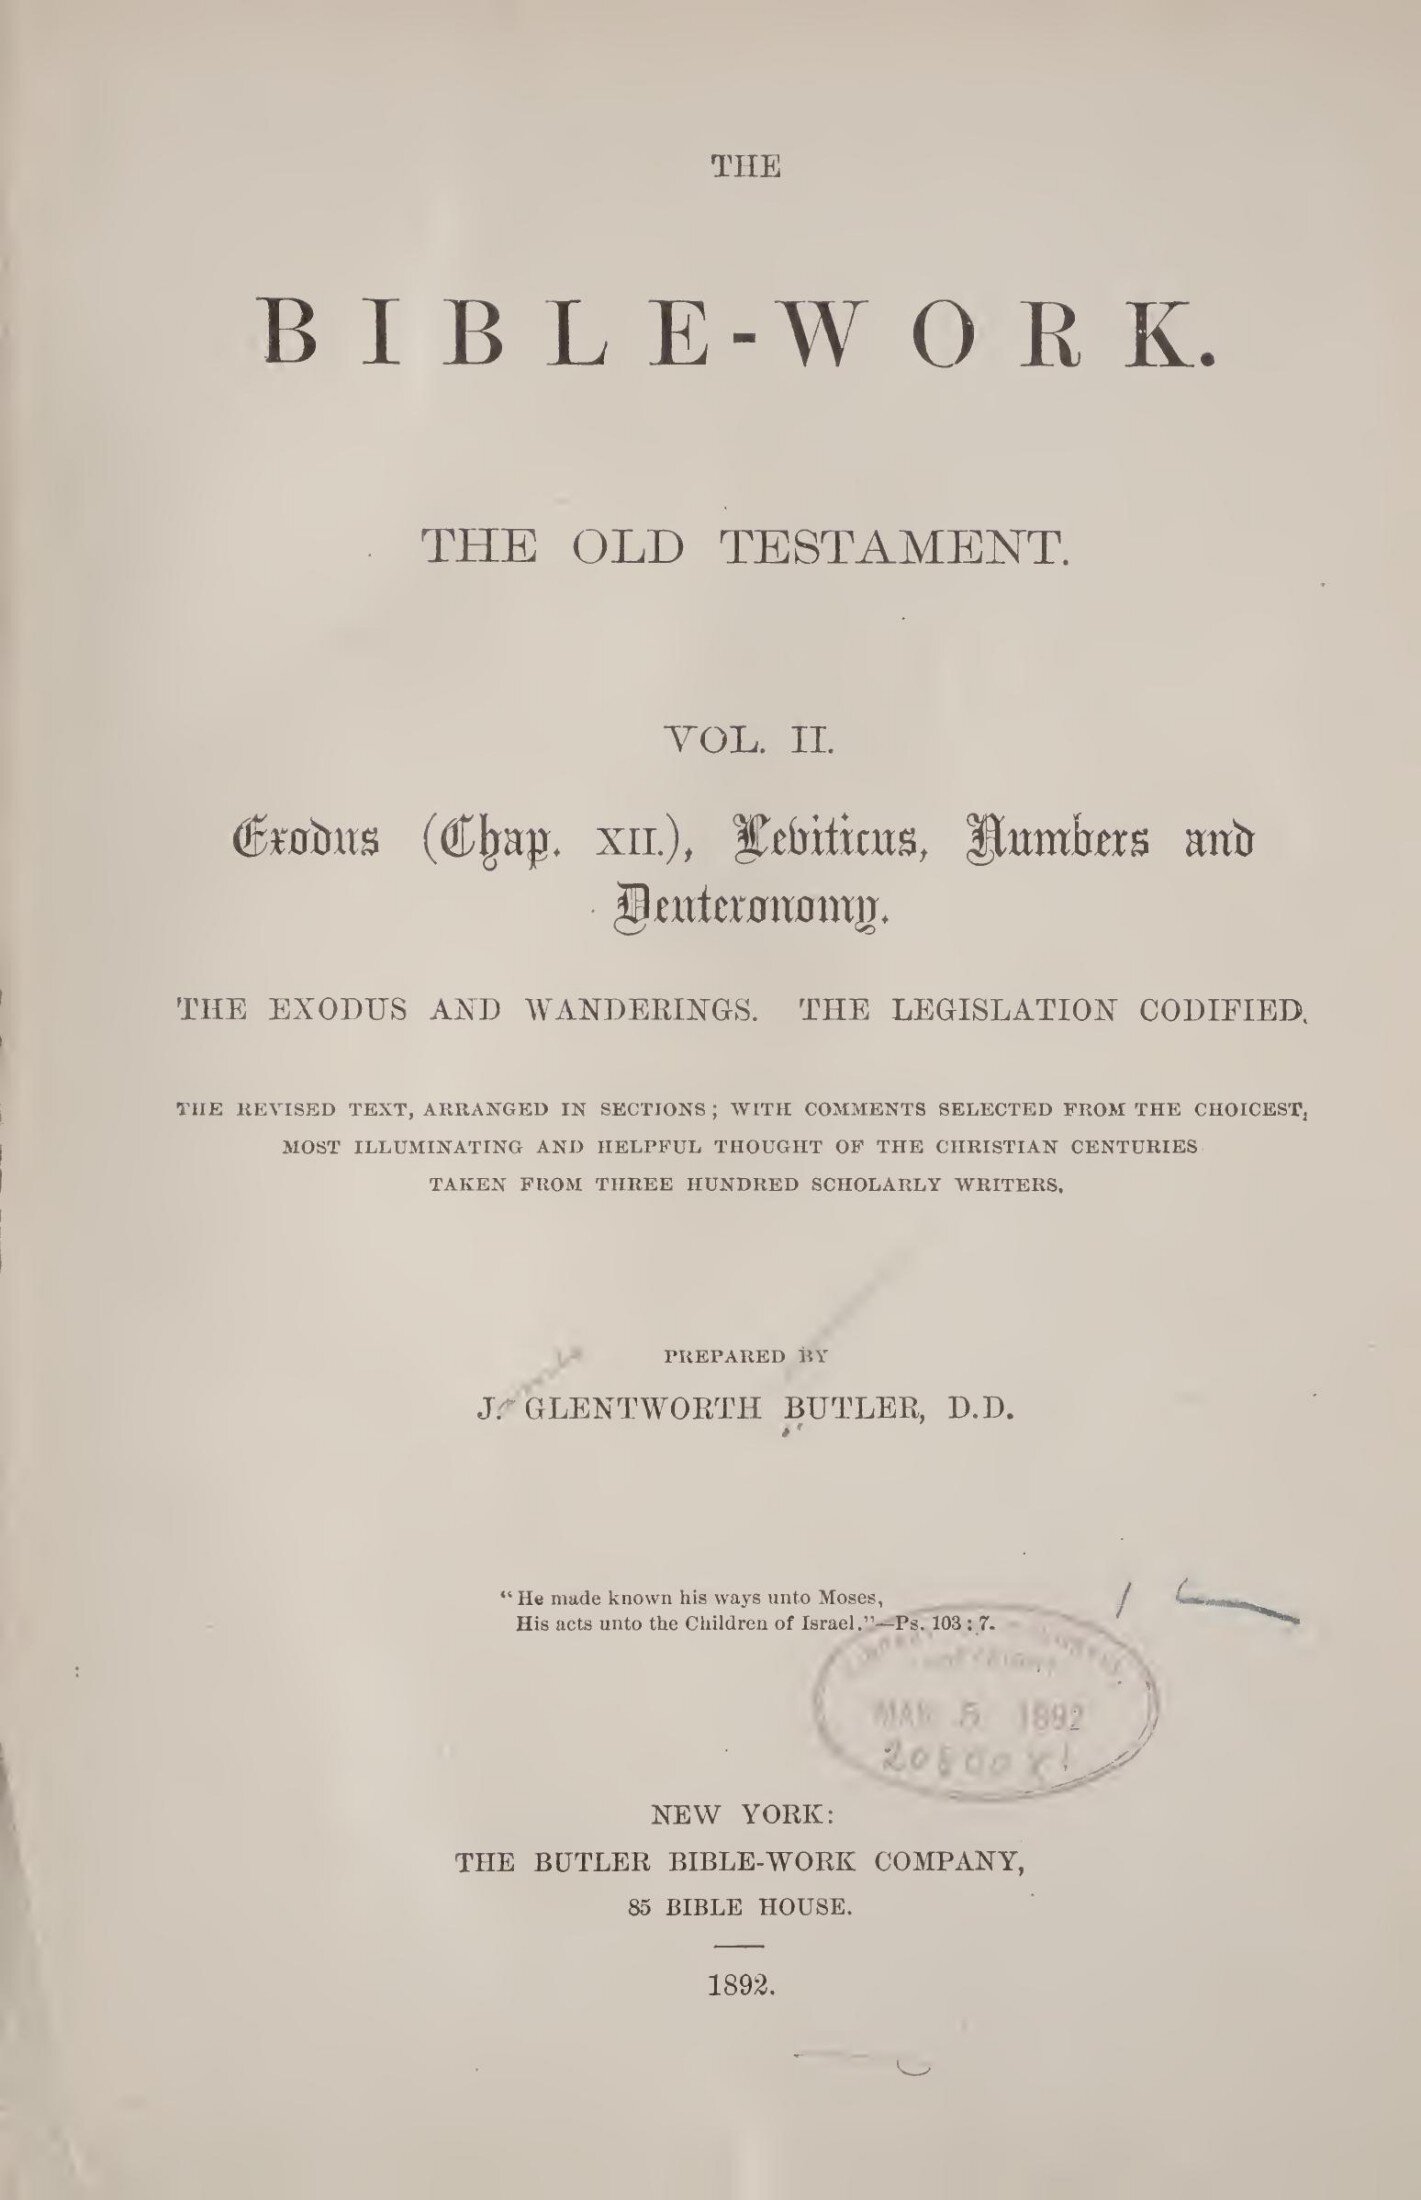 THE
BIBLE-WORK.
THE OLD TESTAMENT.
VOL. II.
Exodus (Chap. XII.), Leviticus, Numbers and
Deuteronomy.
THE EXODUS AND WANDERINGS. THE LEGISLATION CODIFIED.
THE REVISED TEXT, ARRANGED IN SECTIONS; WITH COMMENTS SELECTED FROM THE CHOICEST,
MOST ILLUMINATING AND HELPFUL THOUGHT OF THE CHRISTIAN CENTURIES
TAKEN FROM THREE HUNDRED SCHOLARLY WRITERS.
PREPARED BY
J. GLENTWORTH BUTLER, D.D.
"He made known his ways unto Moses,
His acts unto the Children of Israel."—Ps. 103:7.
MAR 5 1892
NEW YORK:
THE BUTLER BIBLE-WORK COMPANY,
85 BIBLE HOUSE.
1892.